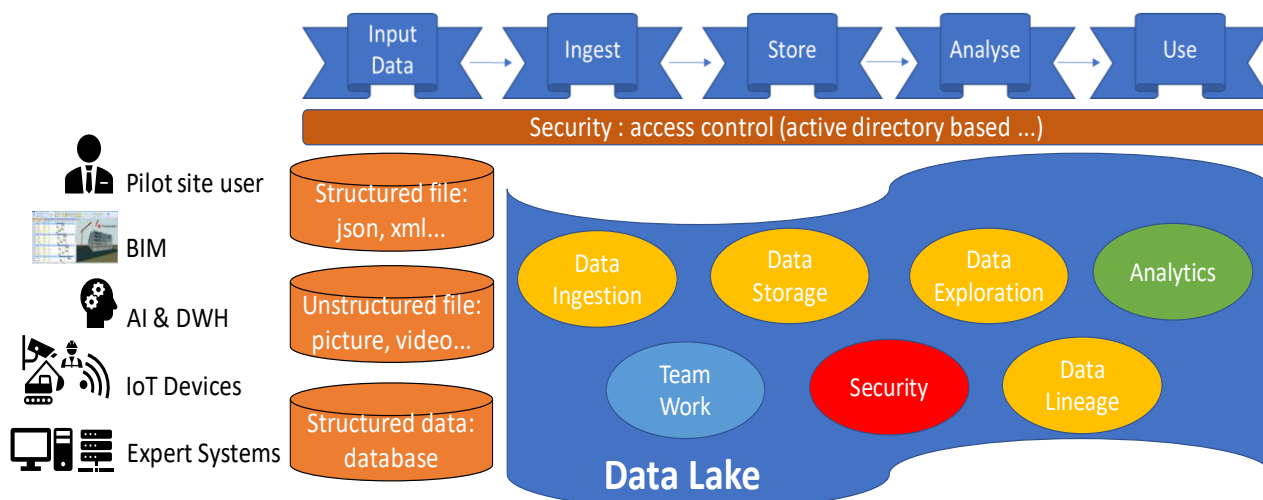 Input
Data
Ingest
Store
Analyse
Use
Security : access control (active directory based ...)
Pilot site user
BIM
AI & DWH
IoT Devices
Expert Systems
Structured file:
json, xml...
Unstructured file:
picture, video...
Structured data:
database
Data
Ingestion
Data
Storage
Data
Exploration
Analytics
Team
Work
Security
Data
Lineage
Data Lake